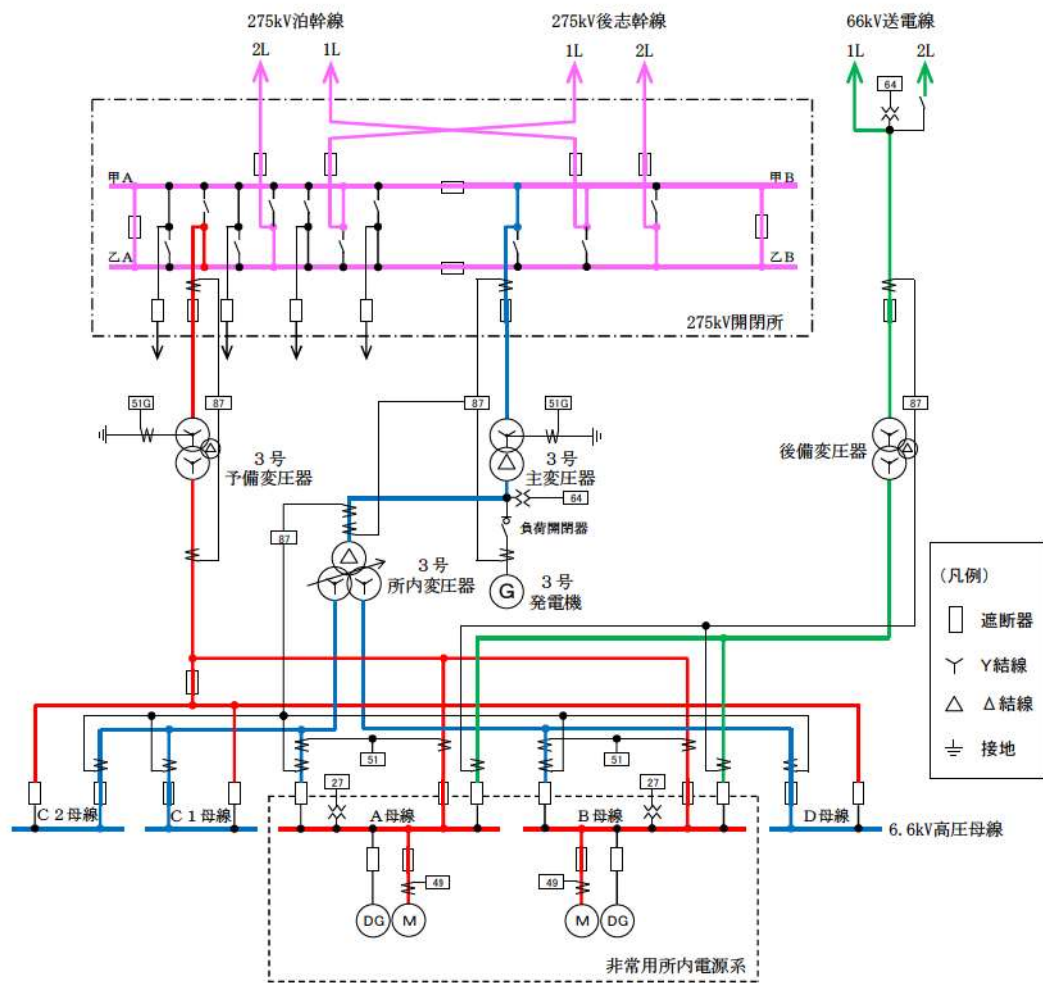 275kV泊幹線
275kV後志幹線
66kV送電線
2L
1L
1L
2L
1L
2L
64
甲A
甲B
乙A
乙B
275kV開閉所
51G
87
87
51G
87
3号
予備変圧器
3号
主変圧器
後備変圧器
64
87
負荷開閉器
3号
所内変圧器
G
3号
発電機
(凡例)
遮断器
Y結線
Δ結線
接地
51
51
27
27
C2母線
C1母線
A母線
B母線
D母線
6.6kV高圧母線
49
49
DG
M
M
DG
非常用所内電源系